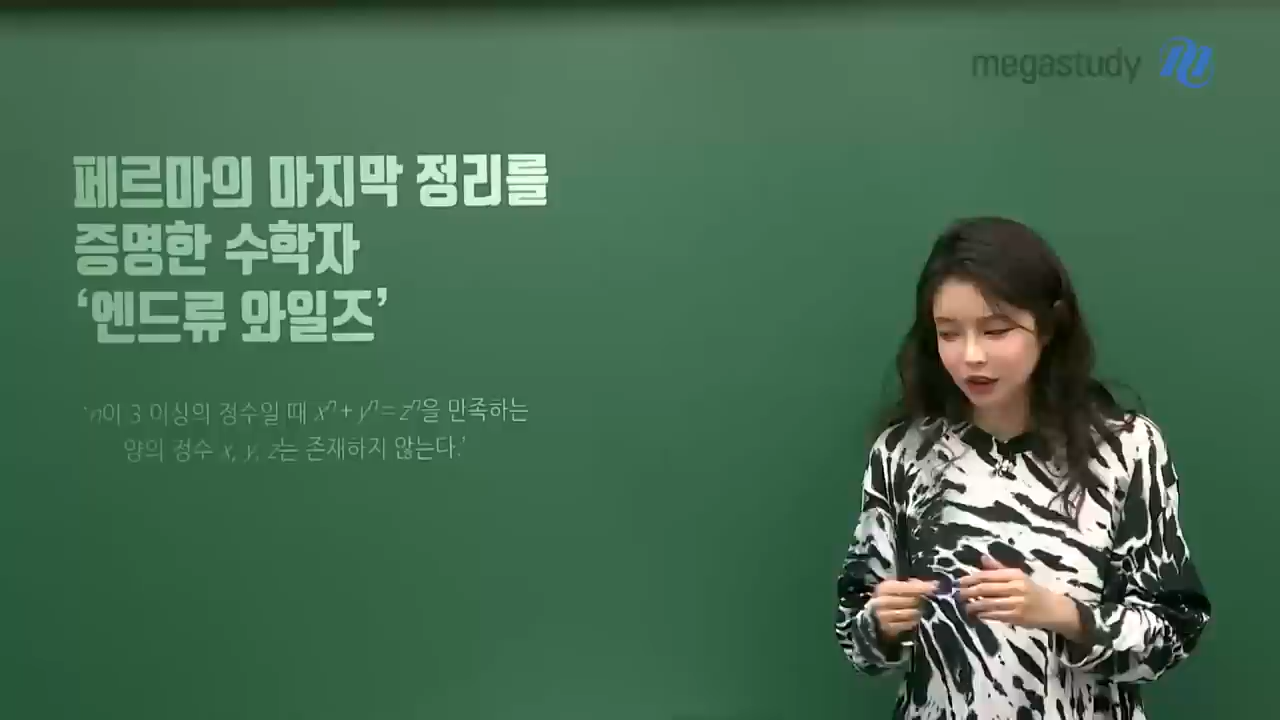 megastudy
페르마의 마지막 정리를
증명한 수학자
‘엔드류 와일즈’
‘n이 3 이상의 정수일 때 xⁿ + yⁿ = zⁿ을 만족하는
양의 정수 x, y, z는 존재하지 않는다.’